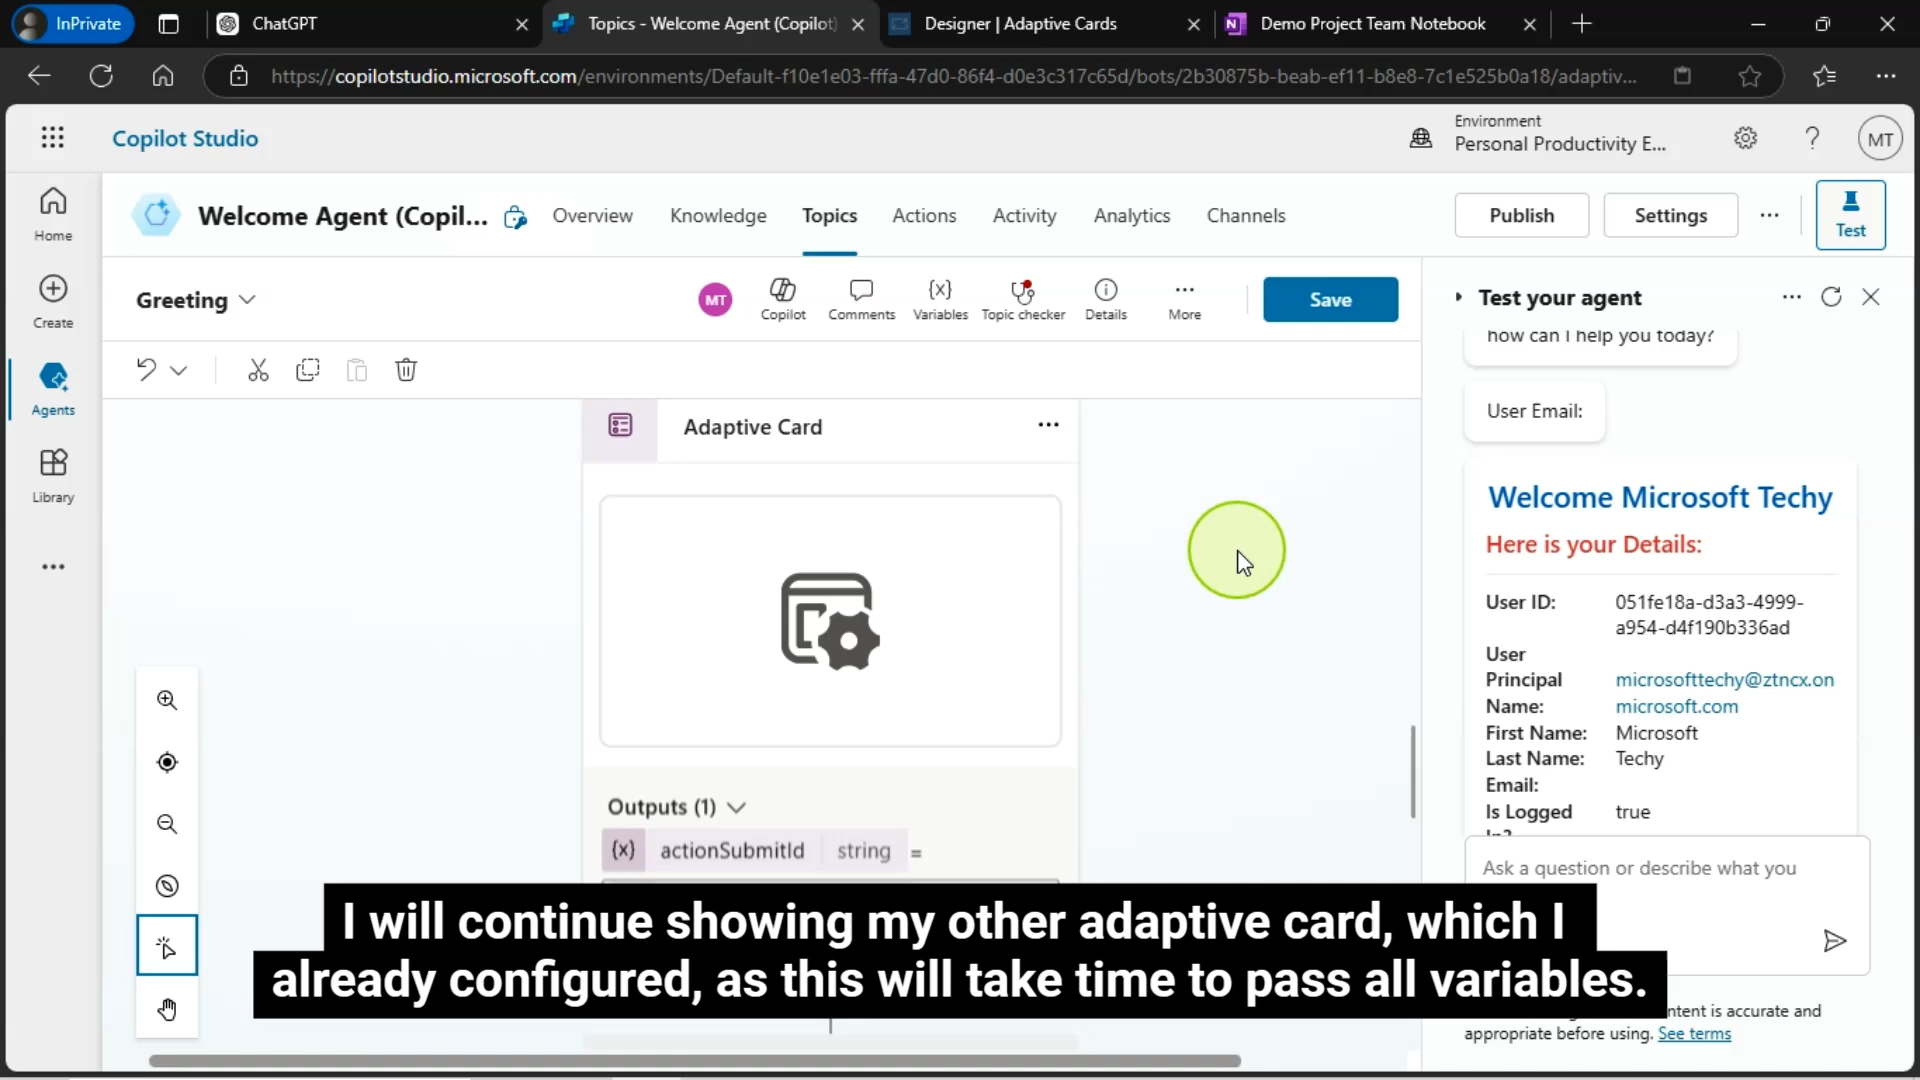 InPrivate
ChatGPT
Topics - Welcome Agent (Copilot)
Designer | Adaptive Cards
Demo Project Team Notebook
https://copilotstudio.microsoft.com/environments/Default-f10e1e03-fffa-47d0-86f4-d0e3c317c65d/bots/2b30875b-beab-ef11-b8e8-7c1e525b0a18/adaptiv...
Copilot Studio
Environment
Personal Productivity E...
MT
Home
Create
Agents
Library
Welcome Agent (Copil...
Overview
Knowledge
Topics
Actions
Activity
Analytics
Channels
Publish
Settings
Test
Greeting
MT
Copilot
Comments
{x}
Variables
Topic checker
Details
More
Save
Adaptive Card
Outputs (1)
{x} actionSubmitId string =
Test your agent
how can I help you today?
User Email:
Welcome Microsoft Techy
Here is your Details:
User ID: 051fe18a-d3a3-4999-
a954-d4f190b336ad
User
Principal microsofttechy@ztncx.on
Name: microsoft.com
First Name: Microsoft
Last Name: Techy
Email:
Is Logged true
In?
Ask a question or describe what you
ntent is accurate and
appropriate before using. See terms
I will continue showing my other adaptive card, which I
already configured, as this will take time to pass all variables.